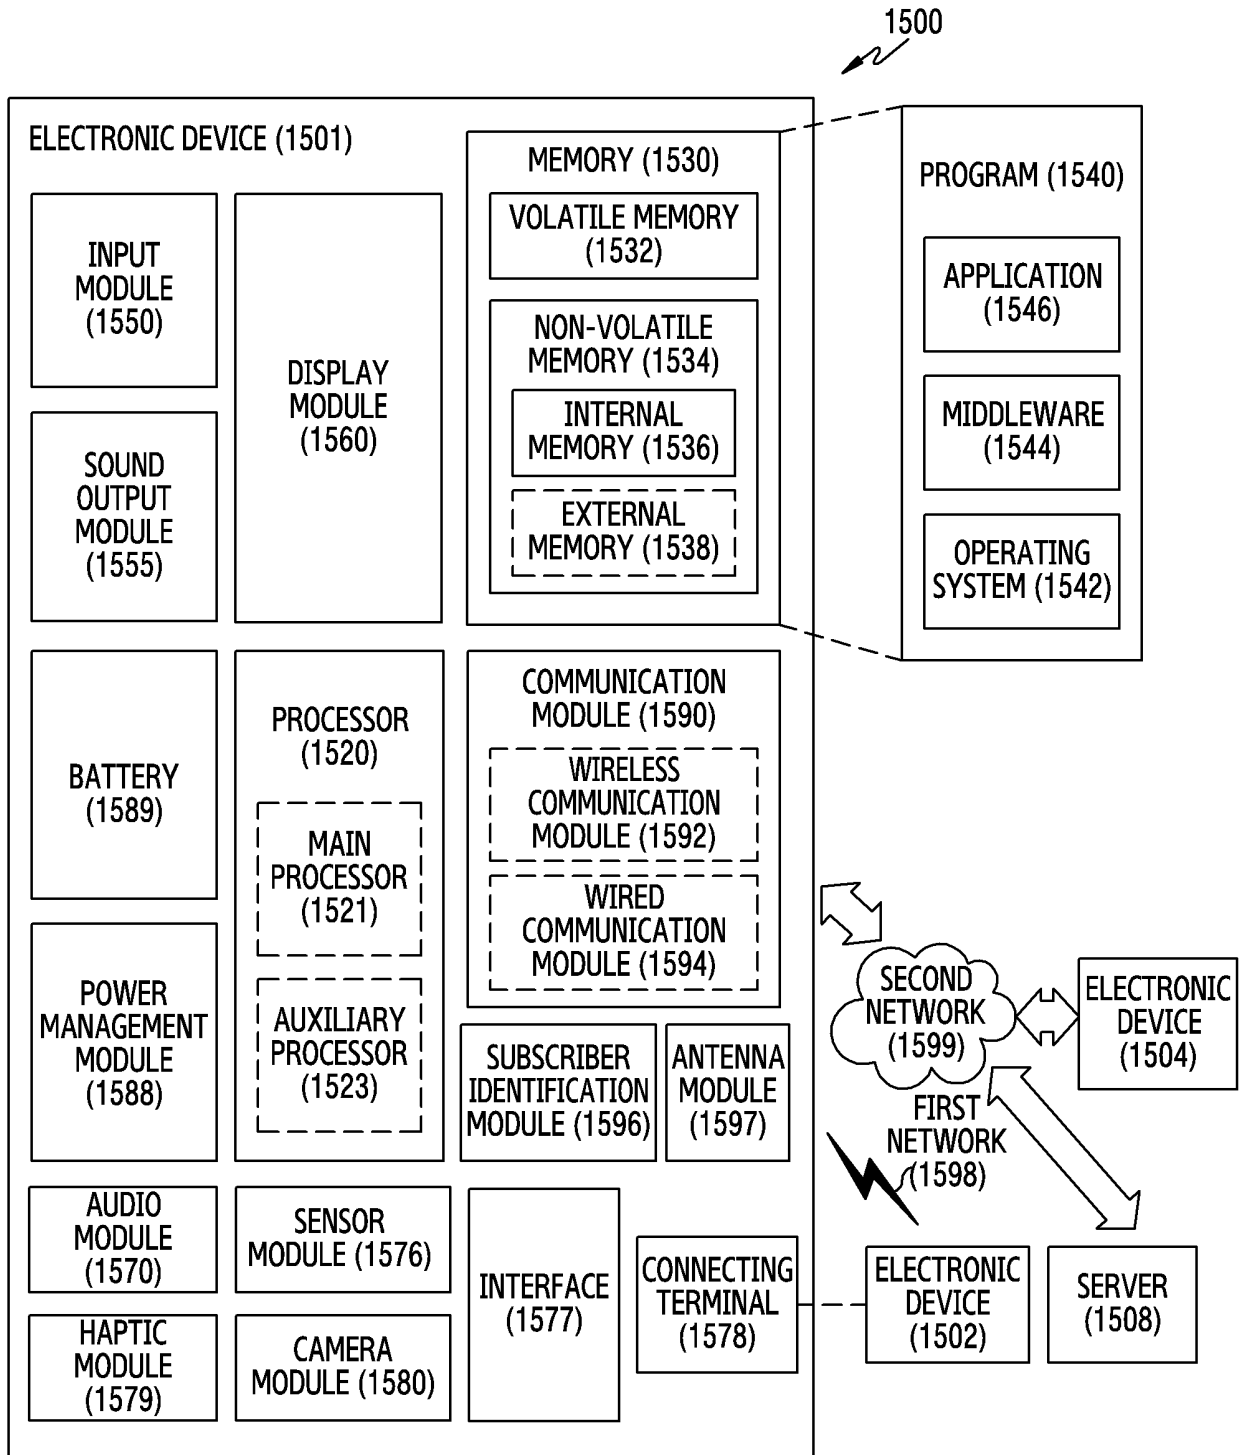 1500
ELECTRONIC DEVICE (1501)
INPUT
MODULE
(1550)
SOUND
OUTPUT
MODULE
(1555)
DISPLAY
MODULE
(1560)
MEMORY (1530)
VOLATILE MEMORY
(1532)
NON-VOLATILE
MEMORY (1534)
INTERNAL
MEMORY (1536)
EXTERNAL
MEMORY (1538)
PROGRAM (1540)
APPLICATION
(1546)
MIDDLEWARE
(1544)
OPERATING
SYSTEM (1542)
BATTERY
(1589)
POWER
MANAGEMENT
MODULE
(1588)
PROCESSOR
(1520)
MAIN
PROCESSOR
(1521)
AUXILIARY
PROCESSOR
(1523)
COMMUNICATION
MODULE (1590)
WIRELESS
COMMUNICATION
MODULE (1592)
WIRED
COMMUNICATION
MODULE (1594)
SUBSCRIBER
IDENTIFICATION
MODULE (1596)
ANTENNA
MODULE
(1597)
SECOND
NETWORK
(1599)
ELECTRONIC
DEVICE
(1504)
FIRST
NETWORK
(1598)
AUDIO
MODULE
(1570)
SENSOR
MODULE (1576)
HAPTIC
MODULE
(1579)
CAMERA
MODULE (1580)
INTERFACE
(1577)
CONNECTING
TERMINAL
(1578)
ELECTRONIC
DEVICE
(1502)
SERVER
(1508)